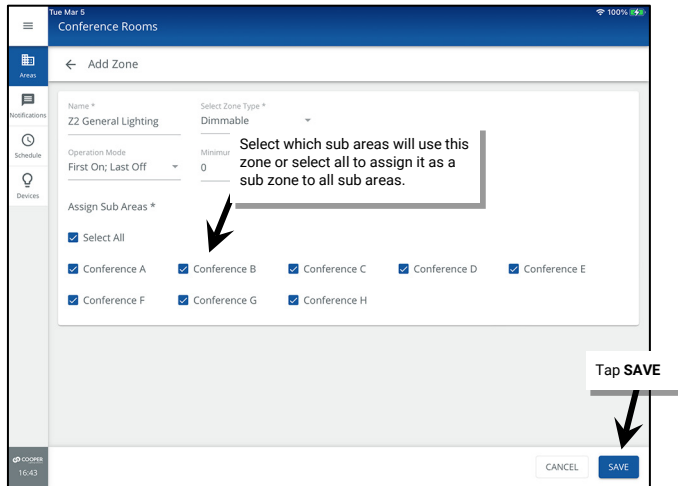 Tue Mar 5
100%
Conference Rooms
Areas
Add Zone
Notifications
Name *
Select Zone Type *
Z2 General Lighting
Dimmable
Schedule
Operation Mode
First On; Last Off
0
Select which sub areas will use this
zone or select all to assign it as a
sub zone to all sub areas.
Devices
Assign Sub Areas *
Select All
Conference A
Conference B
Conference C
Conference D
Conference E
Conference F
Conference G
Conference H
Tap SAVE
COOPER
16:43
CANCEL
SAVE